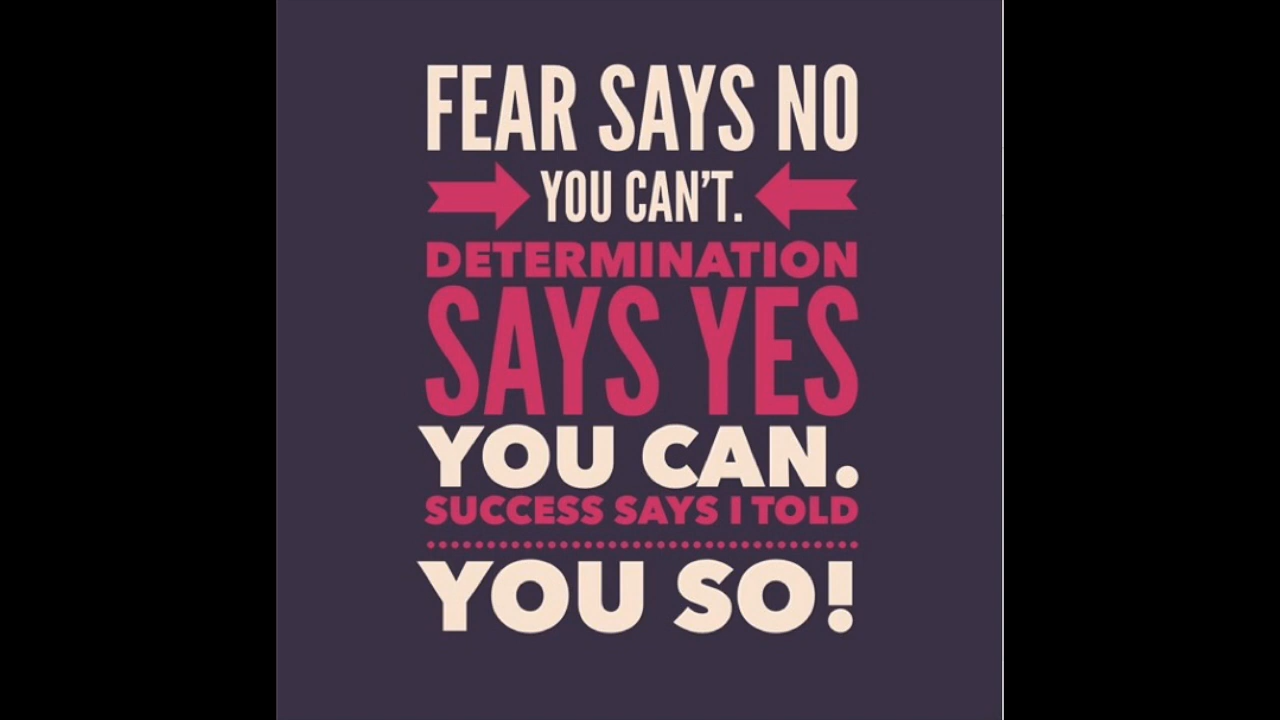 FEAR SAYS NO
YOU CAN'T.
DETERMINATION
SAYS YES
YOU CAN.
SUCCESS SAYS I TOLD
YOU SO!